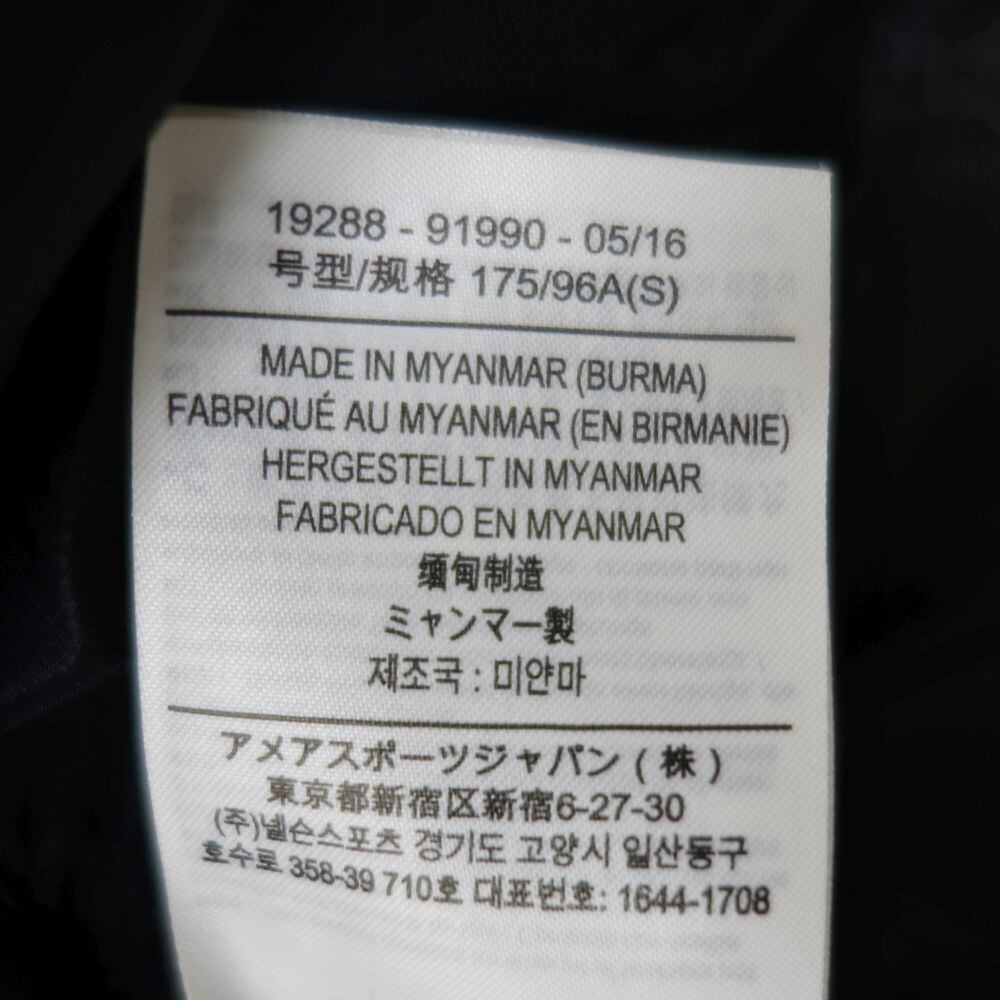 19288 - 91990 - 05/16
号型/规格 175/96A(S)
MADE IN MYANMAR (BURMA)
FABRIQUÉ AU MYANMAR (EN BIRMANIE)
HERGESTELLT IN MYANMAR
FABRICADO EN MYANMAR
缅甸制造
ミャンマー製
제조국 : 미얀마
アメアスポーツジャパン ( 株 )
東京都新宿区新宿6-27-30
(주)넬슨스포츠 경기도 고양시 일산동구
호수로 358-39 710호 대표번호: 1644-1708